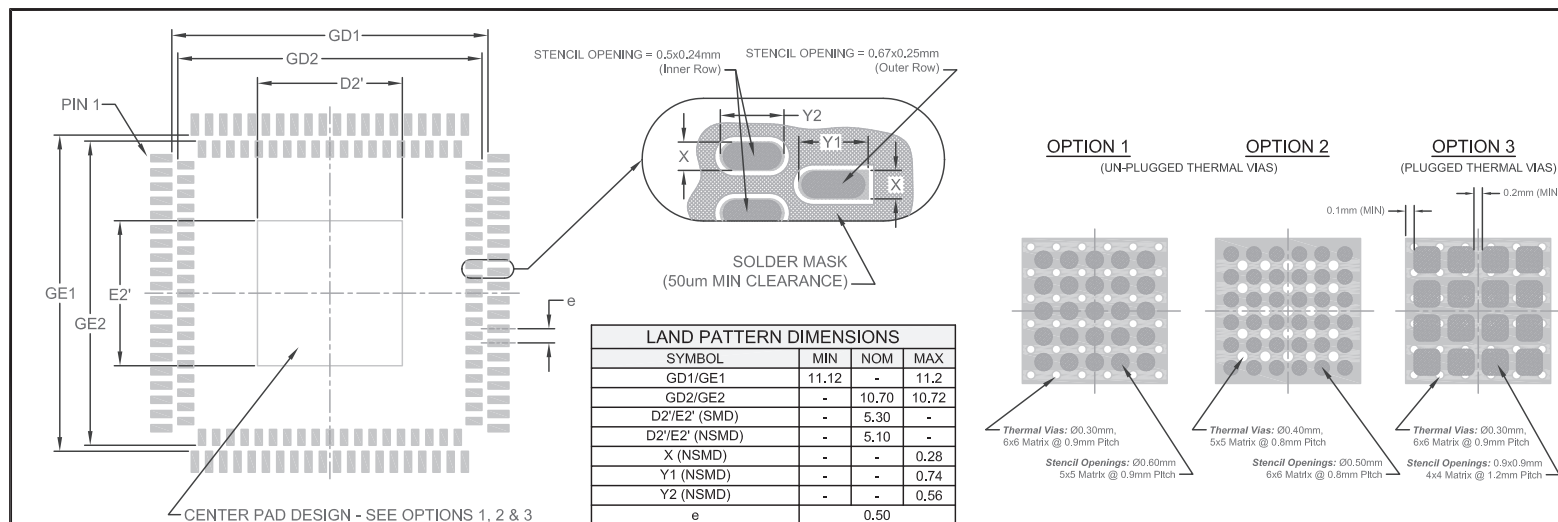 GD1
GD2
D2'
PIN 1
GE1
GE2
E2'
e
CENTER PAD DESIGN - SEE OPTIONS 1, 2 & 3
STENCIL OPENING = 0.5x0.24mm
(Inner Row)
STENCIL OPENING = 0.67x0.25mm
(Outer Row)
Y2
Y1
X
X
SOLDER MASK
(50um MIN CLEARANCE)
LAND PATTERN DIMENSIONS
SYMBOL MIN NOM MAX
GD1/GE1 11.12 - 11.2
GD2/GE2 - 10.70 10.72
D2'/E2' (SMD) - 5.30 -
D2'/E2' (NSMD) - 5.10 -
X (NSMD) - - 0.28
Y1 (NSMD) - - 0.74
Y2 (NSMD) - - 0.56
e 0.50
OPTION 1
OPTION 2
(UN-PLUGGED THERMAL VIAS)
OPTION 3
(PLUGGED THERMAL VIAS)
0.2mm (MIN
0.1mm (MIN)
Thermal Vias: Ø0.30mm,
6x6 Matrix @ 0.9mm Pitch
Stencil Openings: Ø0.60mm
5x5 Matrix @ 0.9mm Pitch
Thermal Vias: Ø0.40mm,
5x5 Matrix @ 0.8mm Pitch
Stencil Openings: Ø0.50mm
6x6 Matrix @ 0.8mm Pitch
Thermal Vias: Ø0.30mm,
6x6 Matrix @ 0.9mm Pitch
Stencil Openings: 0.9x0.9mm
4x4 Matrix @ 1.2mm Pitch